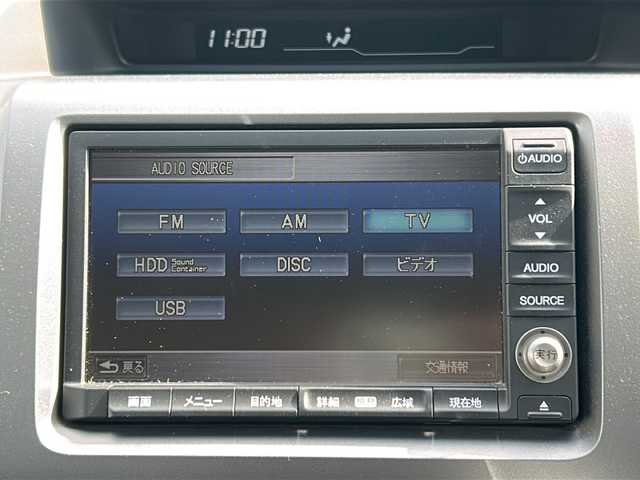 11:00
AUDIO SOURCE
FM AM TV
HDD Sound Container DISC ビデオ
USB
戻る 交通情報
AUDIO
VOL
AUDIO
SOURCE
実行
画面 メニュー 目的地 詳細 広域 現在地